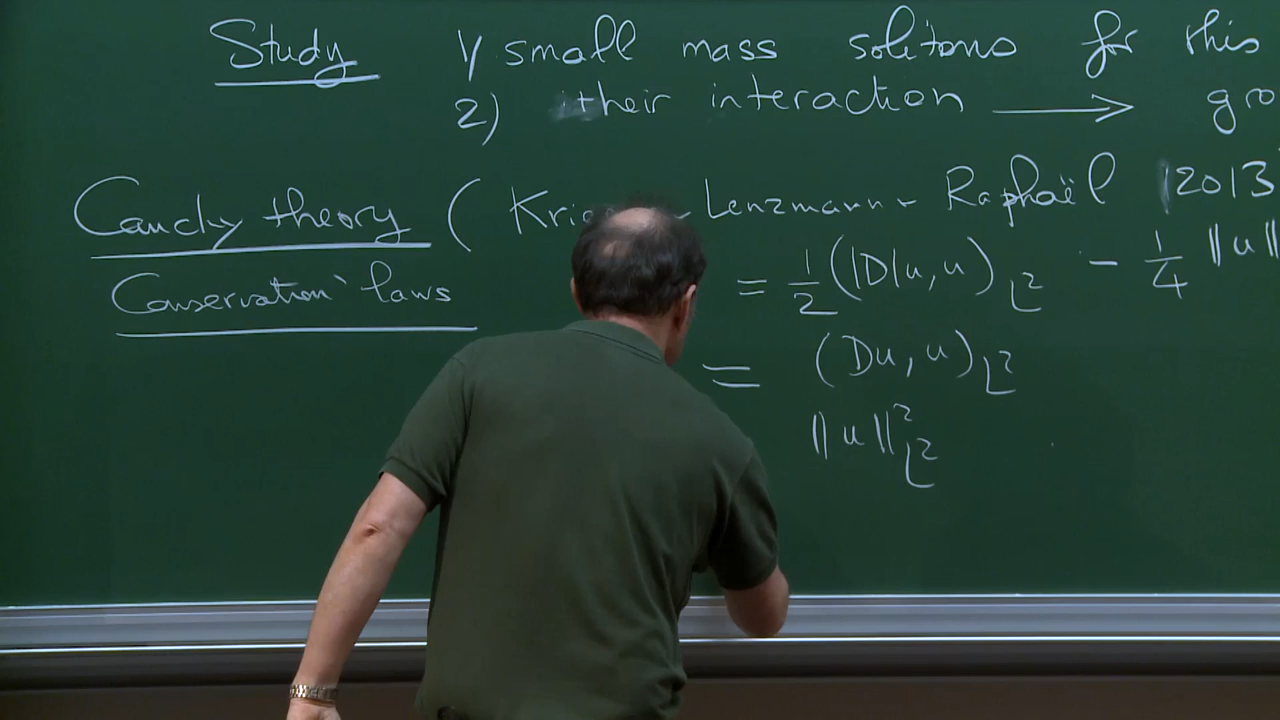 Study 1) small mass solitons for this
2) their interaction → gro
Cauchy theory ( Krie - Lenzmann - Raphaël 2013
Conservation laws = 1/2 (|D|u, u)_{L²} - 1/4 ‖u‖
= (Du, u)_{L²}
‖u‖²_{L²}